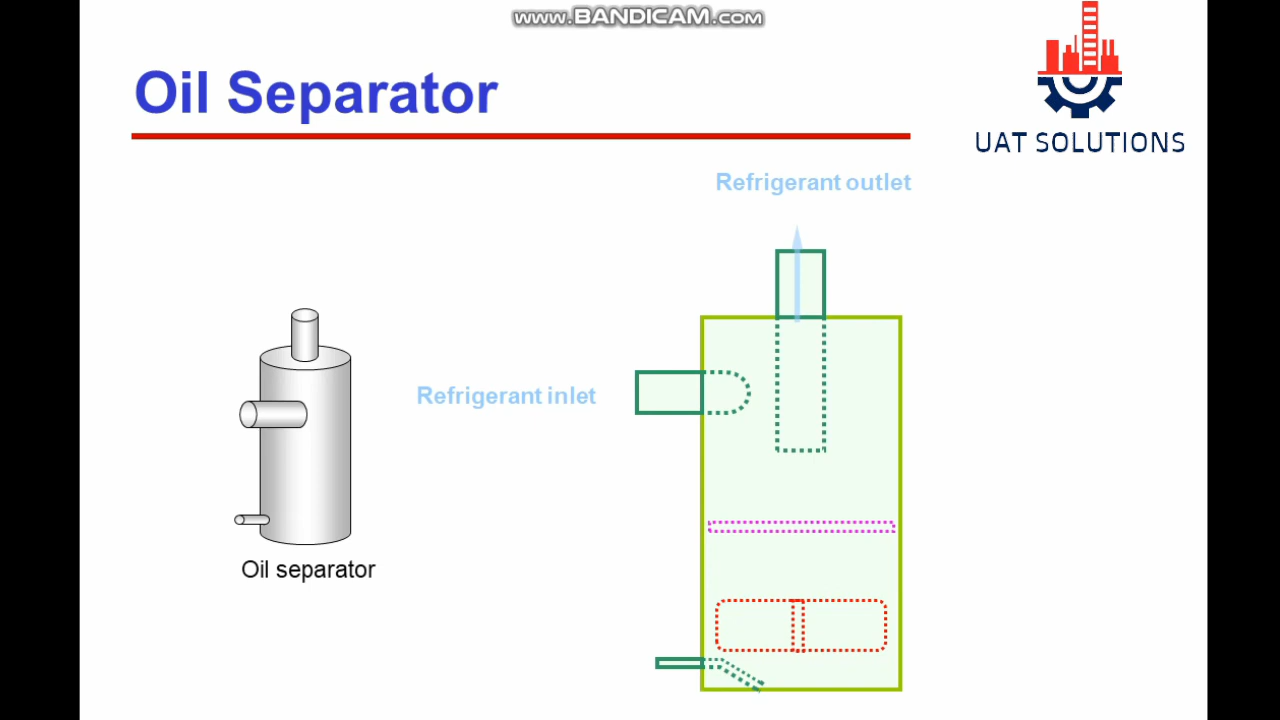 www.BANDICAM.com
Oil Separator
UAT SOLUTIONS
Refrigerant outlet
Refrigerant inlet
Oil separator